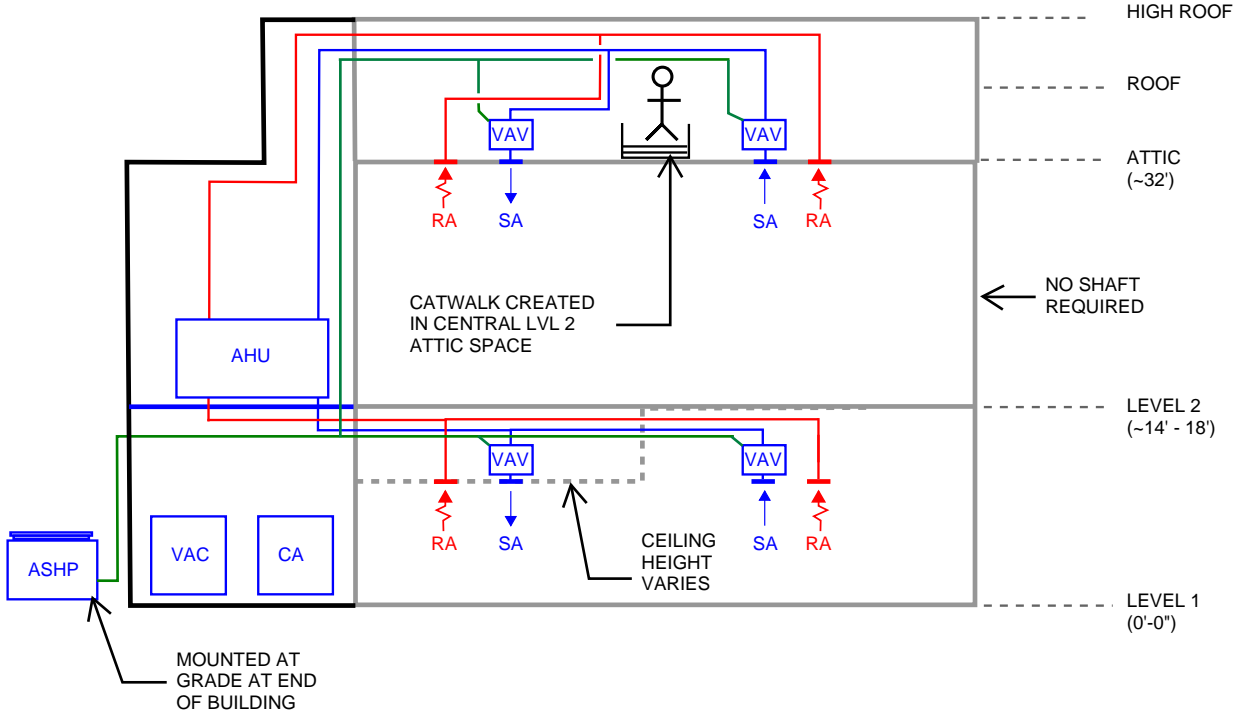 HIGH ROOF
ROOF
VAV
VAV
ATTIC
(~32')
RA
SA
SA
RA
NO SHAFT
REQUIRED
CATWALK CREATED
IN CENTRAL LVL 2
ATTIC SPACE
AHU
LEVEL 2
(~14' - 18')
VAV
VAV
RA
SA
SA
RA
CEILING
HEIGHT
VARIES
ASHP
VAC
CA
LEVEL 1
(0'-0")
MOUNTED AT
GRADE AT END
OF BUILDING